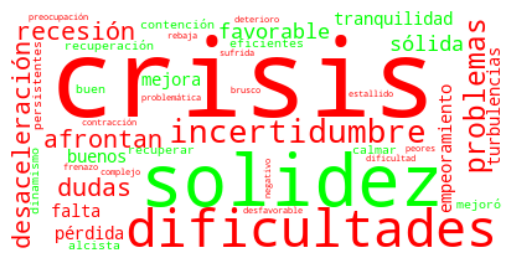 preocupación
deterioro
tranquilidad
recesión
contención
rebaja
favorable
recuperación
eficientes
sólida
sufrida
crisis
problemas
turbulencias
persistentes
desaceleración
mejora
buen
problemática
brusco
estallido
contracción
incertidumbre
afrontan
empeoramiento
buenos
recuperar
calmar
peores
dificultad
frenazo
complejo
negativo
dinamismo
dudas
solidez
mejoró
falta
desfavorable
pérdida
dificultades
alcista